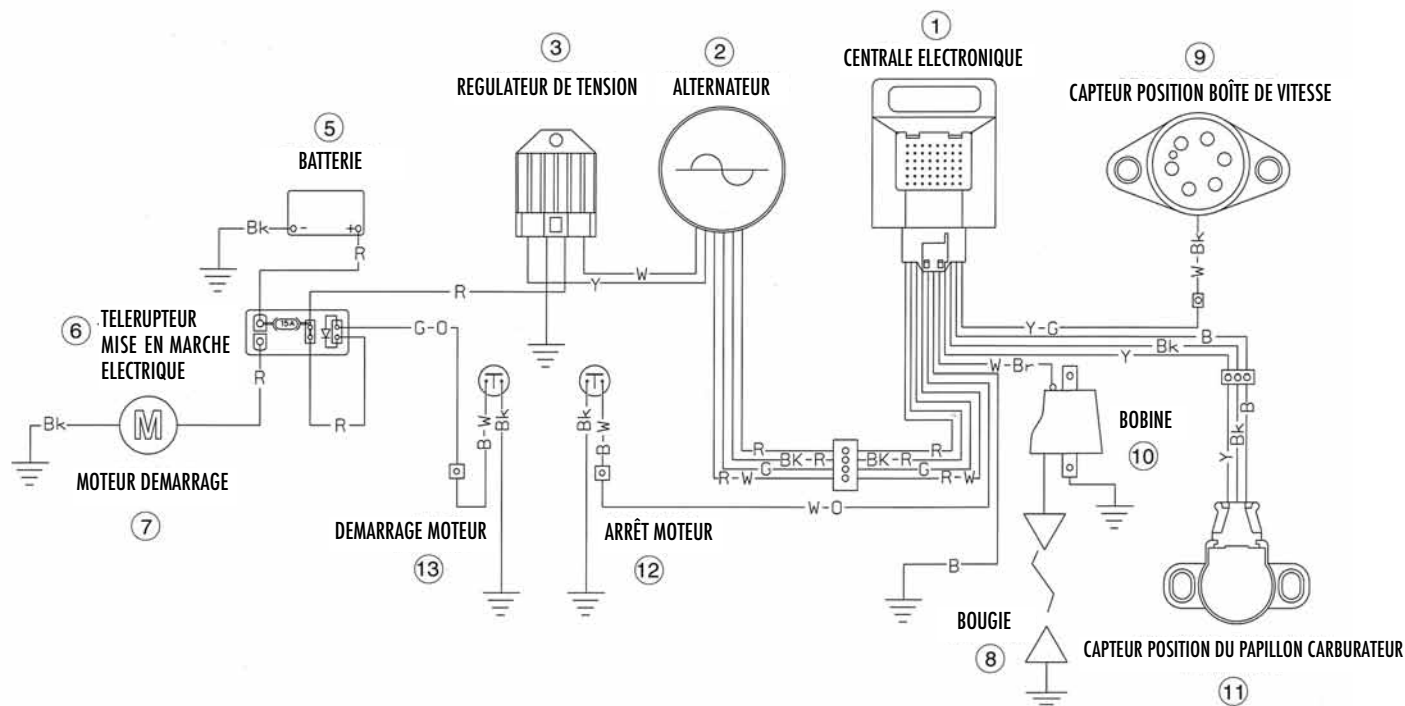 1
CENTRALE ELECTRONIQUE
2
ALTERNATEUR
3
REGULATEUR DE TENSION
9
CAPTEUR POSITION BOÎTE DE VITESSE
5
BATTERIE
Bk
-
+
R
W
Y
R
W-Bk
6
TELERUPTEUR
MISE EN MARCHE
ELECTRIQUE
15A
G-O
Y-G
B
Bk
Y
W-Br
R
R
Bk
M
MOTEUR DEMARRAGE
7
B-W
Bk
Bk
B-W
R
BK-R
G
R-W
R
BK-R
G
R-W
W-O
BOBINE
10
Y
Bk
B
DEMARRAGE MOTEUR
13
ARRÊT MOTEUR
12
B
BOUGIE
8
CAPTEUR POSITION DU PAPILLON CARBURATEUR
11